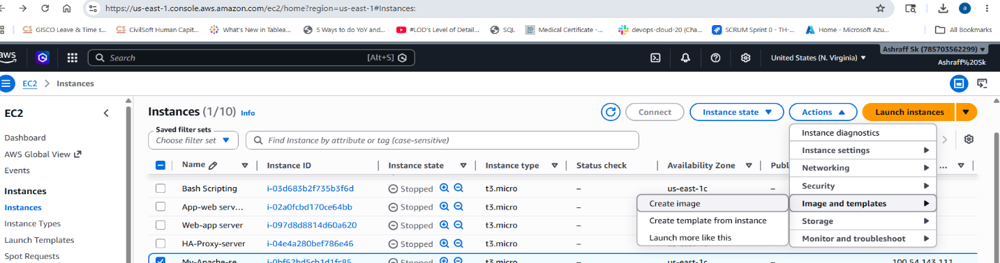 https://us-east-1.console.aws.amazon.com/ec2/home?region=us-east-1#Instances:
a
GISCO Leave & Time s...
CivilSoft Human Capit...
What's New in Tablea...
5 Ways to do YoY and...
#LOD's Level of Detail...
SQL
Medical Certificate -...
devops-cloud-20 (Cha...
SCRUM Sprint 0 - TH-...
Home - Microsoft Azu...
All Bookmarks
aws
Search
[Alt+S]
United States (N. Virginia)
Ashraff Sk (785703562299)
Ashraff%20Sk
EC2
Instances
EC2
Dashboard
AWS Global View
Events
Instances
Instances
Instance Types
Launch Templates
Spot Requests
Instances (1/10) Info
Connect
Instance state
Actions
Launch instances
Saved filter sets
Choose filter set
Find Instance by attribute or tag (case-sensitive)
Name Instance ID Instance state Instance type Status check Availability Zone Publ ...
Bash Scripting i-03d683b2f735b3f6d Stopped t3.micro – us-east-1c –
App-web serv... i-02a0fcbd170ce64bb Stopped t3.micro –
Web-app server i-097d8d8814d60a620 Stopped t3.micro –
HA-Proxy-server i-04e4a280bef786e46 Stopped t3.micro –
My-Apache-se... i-0bf62bd5cb1d1fc85 Stopped t3.micro – us-east-1c 100.54.143.111
Instance diagnostics
Instance settings
Networking
Security
Image and templates
Storage
Monitor and troubleshoot
Create image
Create template from instance
Launch more like this